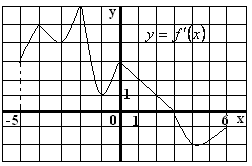 y
y = f'(x)
1
-5 0 1 6 x